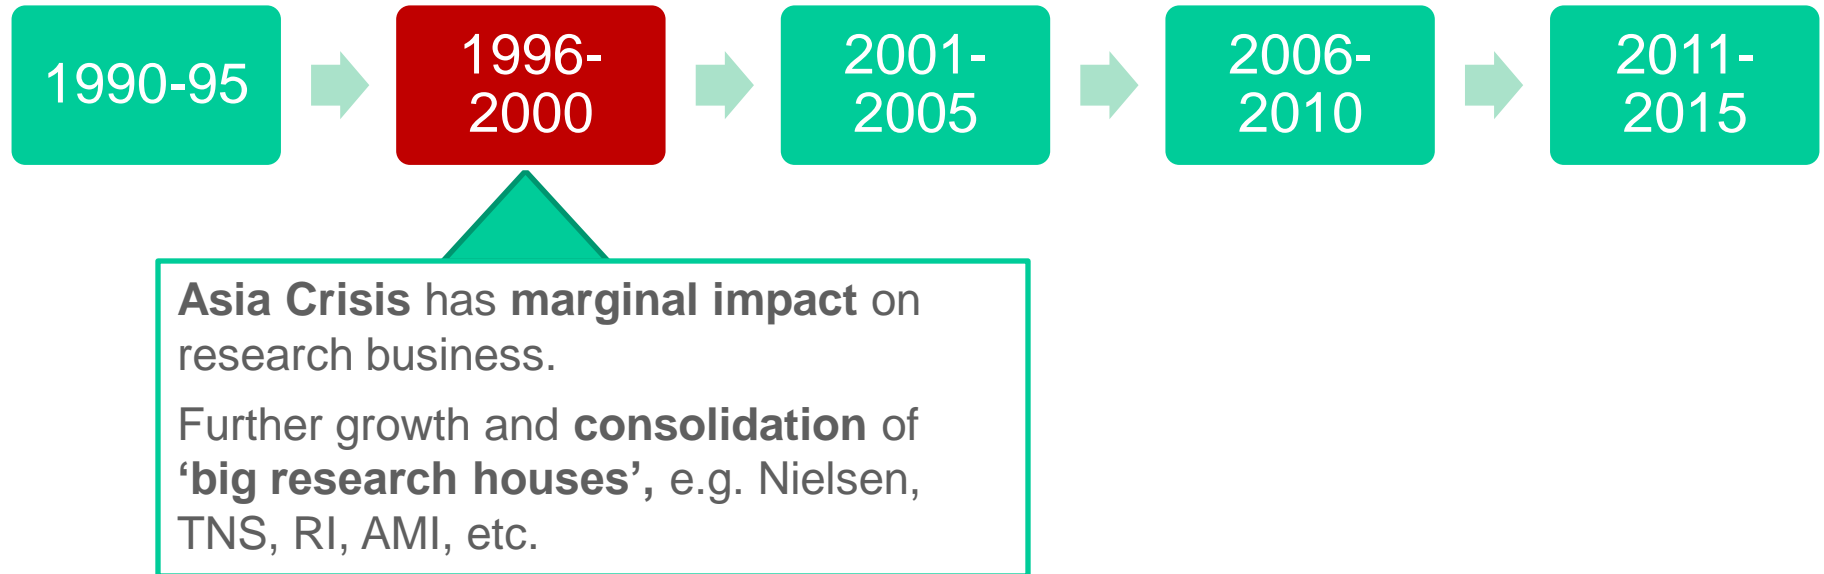 1990-95
1996-
2000
2001-
2005
2006-
2010
2011-
2015
Asia Crisis has marginal impact on
research business.
Further growth and consolidation of
‘big research houses’, e.g. Nielsen,
TNS, RI, AMI, etc.